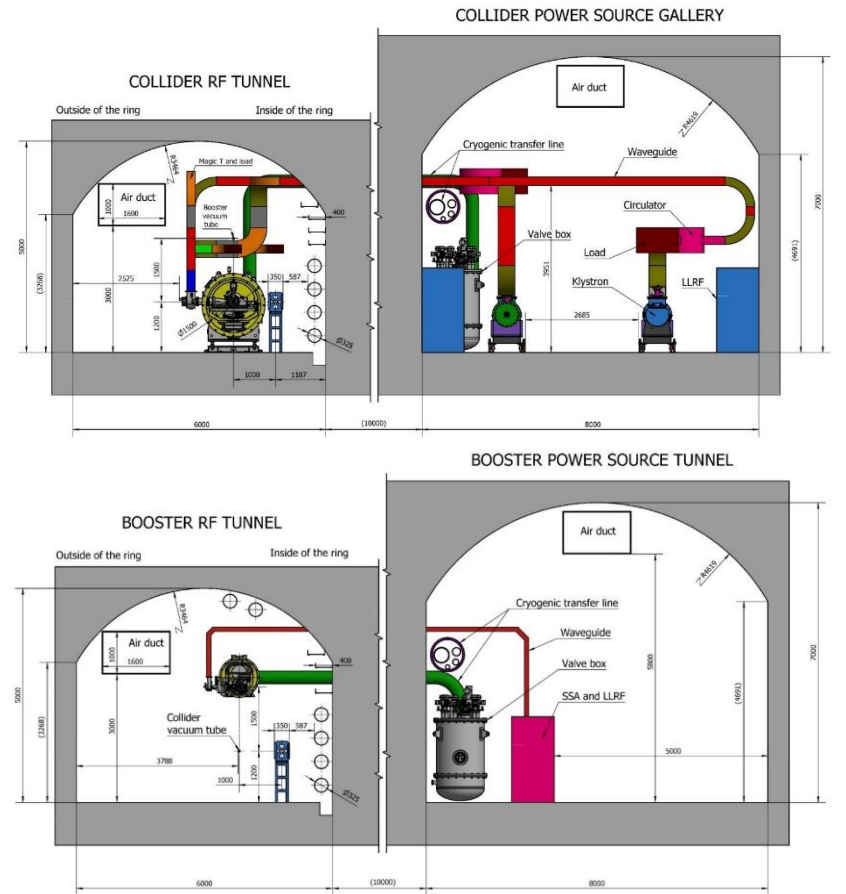 COLLIDER POWER SOURCE GALLERY
COLLIDER RF TUNNEL
Outside of the ring
Inside of the ring
Air duct
Cryogenic transfer line
Waveguide
Circulator
Valve box
Load
LLRF
Klystron
R4619
7000
(4691)
3951
2685
8000
Magic T and load
R3464
Air duct
1000
1600
Booster
vacuum
tube
400
5000
(3268)
3000
2525
1500
350
587
1200
Ø1500
Ø325
1000
1187
6000
(10000)
BOOSTER POWER SOURCE TUNNEL
BOOSTER RF TUNNEL
Outside of the ring
Inside of the ring
Air duct
R4619
Cryogenic transfer line
Waveguide
Valve box
SSA and LLRF
5800
(4691)
7000
5000
8000
R3464
Air duct
1000
1600
400
5000
(3268)
3000
Collider
vacuum tube
1500
350
587
3788
1200
1000
Ø325
6000
(10000)